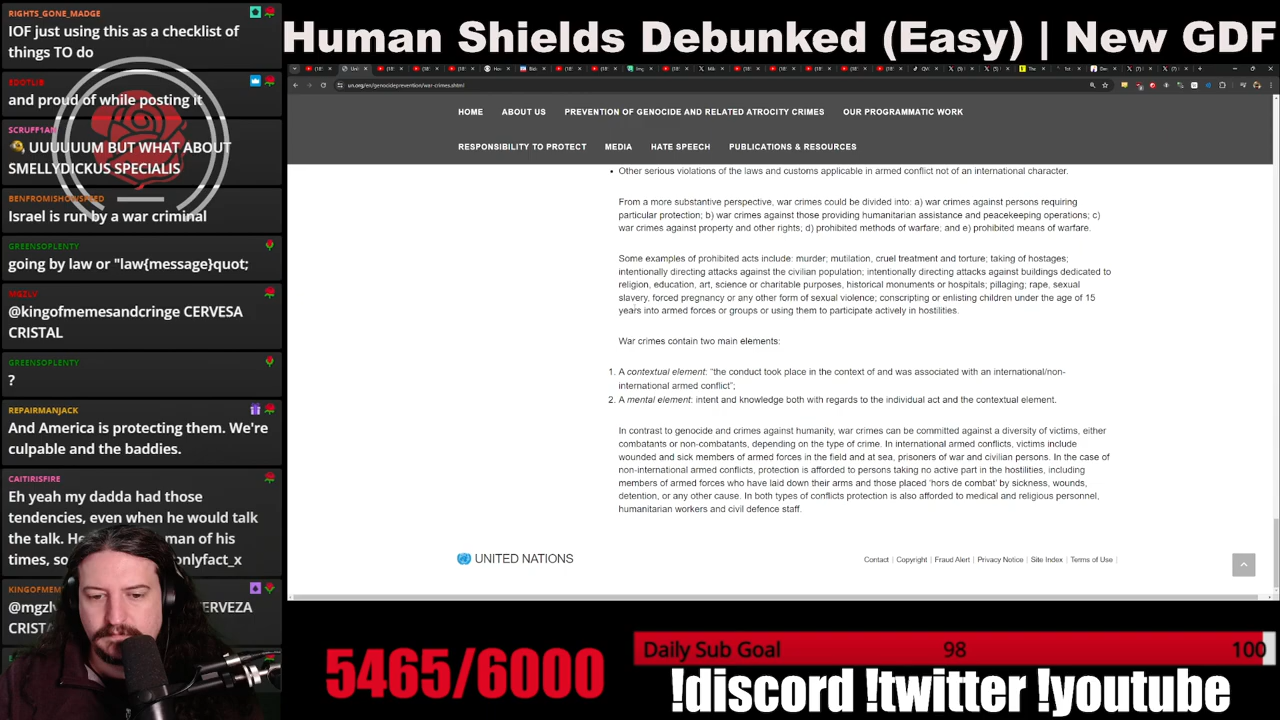 RIGHTS_GONE_MADGE
IOF just using this as a checklist of
things TO do
EDOTLIB
and proud of while posting it
SCRUFF1AN
UUUUUUM BUT WHAT ABOUT
SMELLYDICKUS SPECIALIS
Israel is run by a war criminal
GREENSOPLENTY
going by law or "law{message}quot;
MGZLV
@kingofmemesandcringe CERVESA
CRISTAL
GREENSOPLENTY
?
REPAIRMANJACK
And America is protecting them. We're
culpable and the baddies.
CAITIRISFIRE
Eh yeah my dadda had those
tendencies, even when he would talk
the talk.
man of his
times, so
onlyfact_x
KINGOFMEM
@mgzl
CERVEZA
CRIST
Human Shields Debunked (Easy) | New GDF
un.org/en/genocideprevention/war-crimes.shtml
HOME ABOUT US PREVENTION OF GENOCIDE AND RELATED ATROCITY CRIMES OUR PROGRAMMATIC WORK
RESPONSIBILITY TO PROTECT MEDIA HATE SPEECH PUBLICATIONS & RESOURCES
• Other serious violations of the laws and customs applicable in armed conflict not of an international character.
From a more substantive perspective, war crimes could be divided into: a) war crimes against persons requiring
particular protection; b) war crimes against those providing humanitarian assistance and peacekeeping operations; c)
war crimes against property and other rights; d) prohibited methods of warfare; and e) prohibited means of warfare.
Some examples of prohibited acts include: murder; mutilation, cruel treatment and torture; taking of hostages;
intentionally directing attacks against the civilian population; intentionally directing attacks against buildings dedicated to
religion, education, art, science or charitable purposes, historical monuments or hospitals; pillaging; rape, sexual
slavery, forced pregnancy or any other form of sexual violence; conscripting or enlisting children under the age of 15
years into armed forces or groups or using them to participate actively in hostilities.
War crimes contain two main elements:
1. A contextual element: "the conduct took place in the context of and was associated with an international/non-
international armed conflict";
2. A mental element: intent and knowledge both with regards to the individual act and the contextual element.
In contrast to genocide and crimes against humanity, war crimes can be committed against a diversity of victims, either
combatants or non-combatants, depending on the type of crime. In international armed conflicts, victims include
wounded and sick members of armed forces in the field and at sea, prisoners of war and civilian persons. In the case of
non-international armed conflicts, protection is afforded to persons taking no active part in the hostilities, including
members of armed forces who have laid down their arms and those placed 'hors de combat' by sickness, wounds,
detention, or any other cause. In both types of conflicts protection is also afforded to medical and religious personnel,
humanitarian workers and civil defence staff.
UNITED NATIONS
Contact | Copyright | Fraud Alert | Privacy Notice | Site Index | Terms of Use |
5465/6000
Daily Sub Goal 98 100
!discord !twitter !youtube